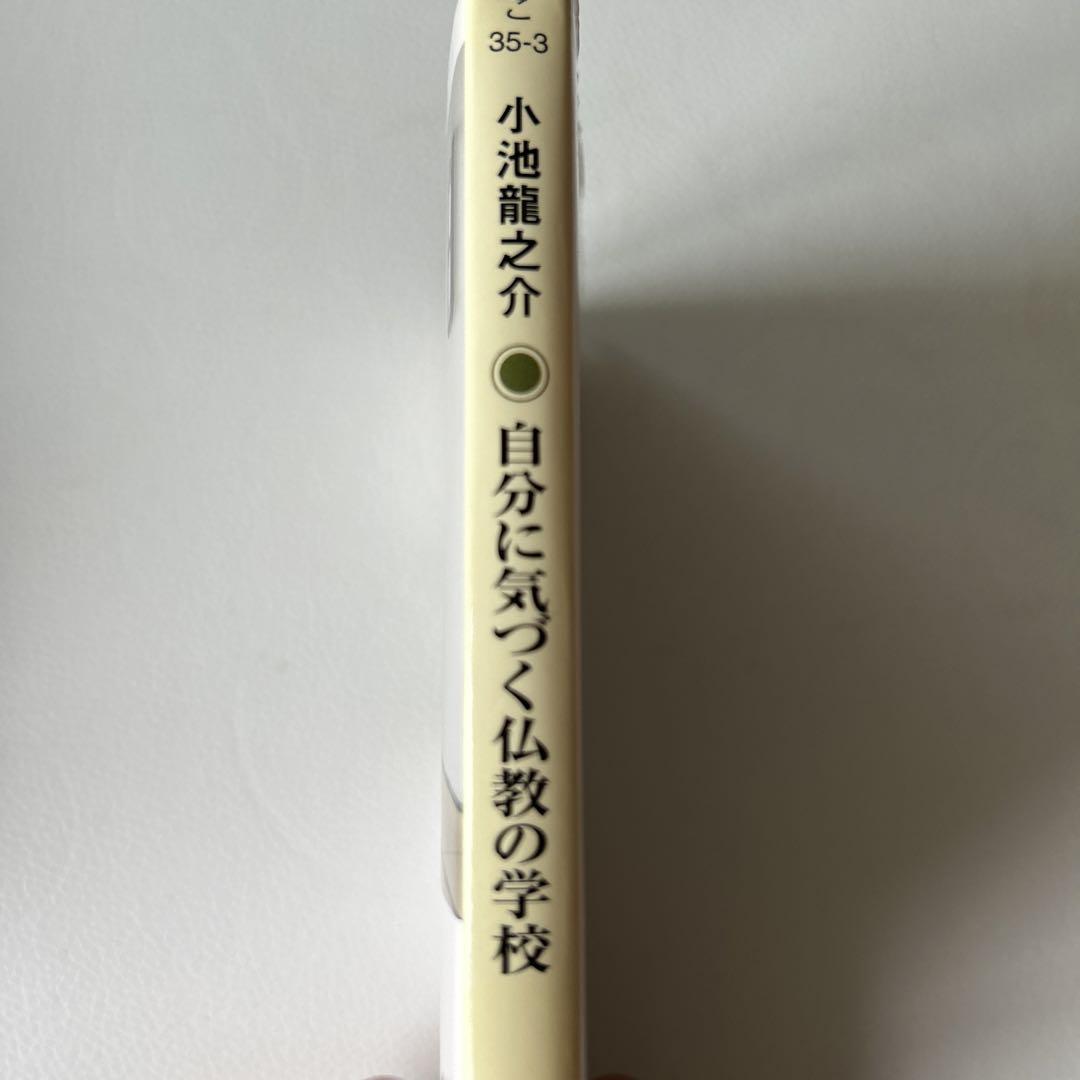 こ
35-3
小池龍之介
自分に気づく仏教の学校